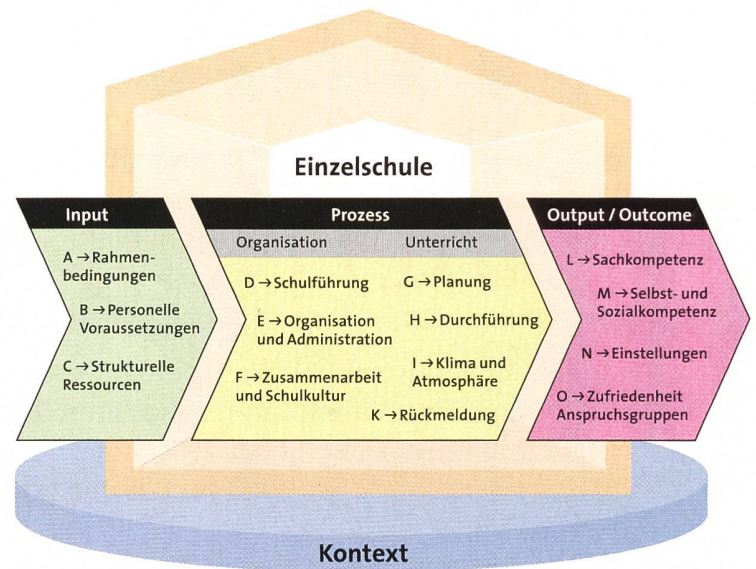 Einzelschule
Input
A → Rahmen-
bedingungen
B → Personelle
Voraussetzungen
C → Strukturelle
Ressourcen
Prozess
Organisation
D → Schulführung
E → Organisation
und Administration
F → Zusammenarbeit
und Schulkultur
Unterricht
G → Planung
H → Durchführung
I → Klima und
Atmosphäre
K → Rückmeldung
Output / Outcome
L → Sachkompetenz
M → Selbst- und
Sozialkompetenz
N → Einstellungen
O → Zufriedenheit
Anspruchsgruppen
Kontext